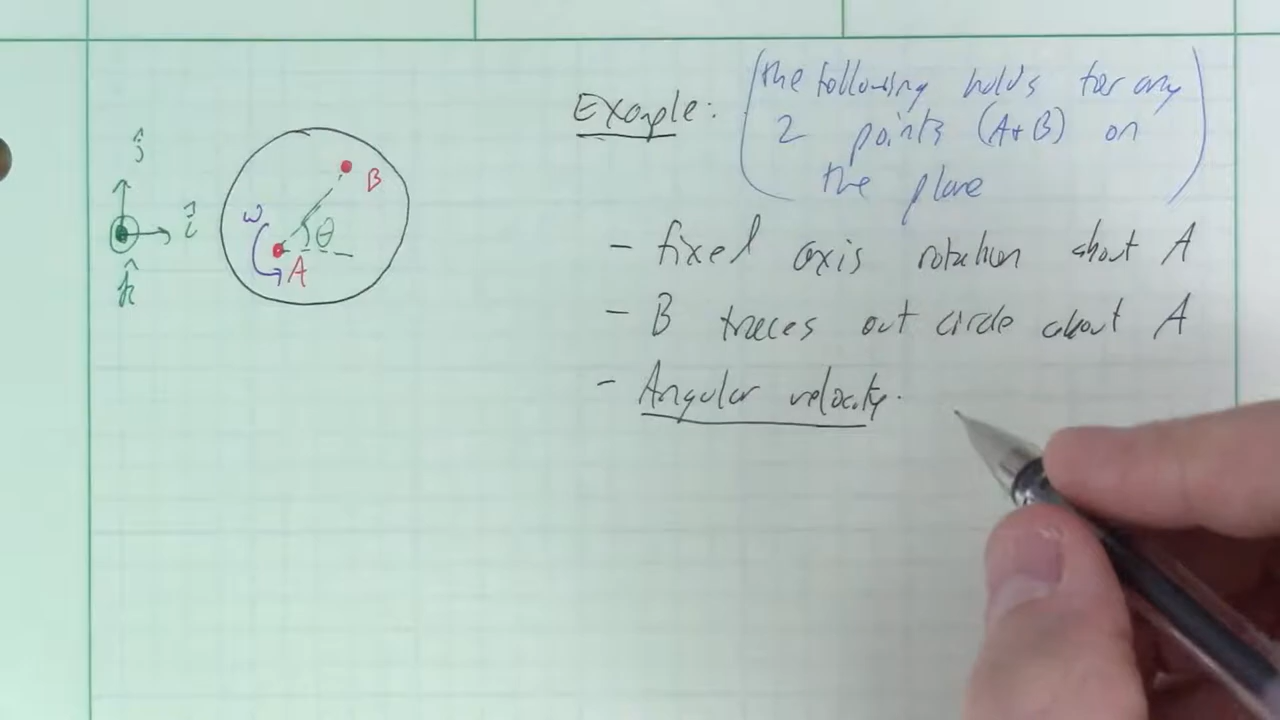 Example: (the following holds for any
2 points (A+B) on
the plane)
ĵ
î
k̂
B
ω
θ
A
- fixed axis rotation about A
- B traces out circle about A
- Angular velocity.